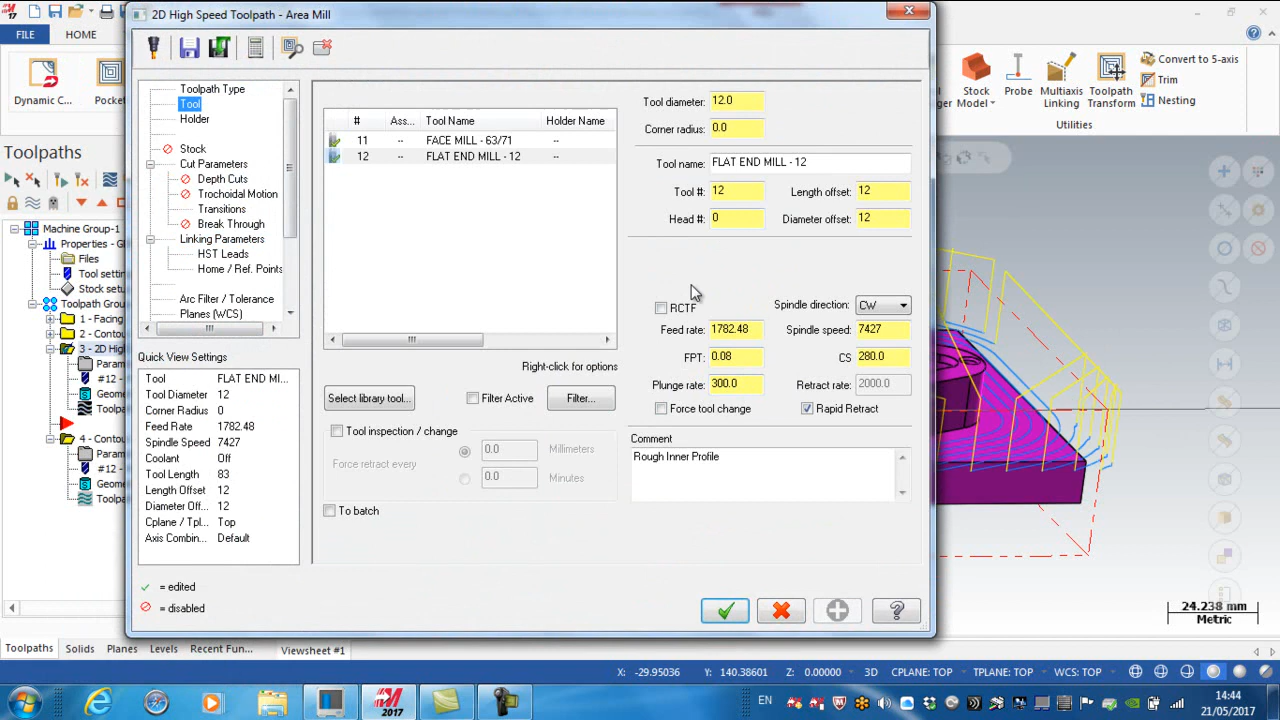 2D High Speed Toolpath - Area Mill
17
FILE
HOME
Dynamic C...
Pocket
Stock Model
Probe
Multiaxis Linking
Toolpath Transform
Convert to 5-axis
Trim
Nesting
Utilities
Toolpaths
Machine Group-1
Files
Tool setting
Stock setup
Toolpath Grou
1 - Facing
2 - Contou
3 - 2D High
Param
#12 -
Geome
Toolpa
4 - Contou
Param
#12 -
Geome
Toolpa
Toolpath Type
Tool
Holder
Stock
Cut Parameters
Depth Cuts
Trochoidal Motion
Transitions
Break Through
Linking Parameters
HST Leads
Home / Ref. Points
Arc Filter / Tolerance
Planes (WCS)
Quick View Settings
Tool FLAT END MI...
Tool Diameter 12
Corner Radius 0
Feed Rate 1782.48
Spindle Speed 7427
Coolant Off
Tool Length 83
Length Offset 12
Diameter Off... 12
Cplane / Tpl... Top
Axis Combin... Default
= edited
= disabled
# Ass... Tool Name Holder Name
11 -- FACE MILL - 63/71 --
12 -- FLAT END MILL - 12 --
Right-click for options
Select library tool...
Filter Active
Filter...
Tool inspection / change
Force retract every
0.0 Millimeters
0.0 Minutes
To batch
Tool diameter: 12.0
Corner radius: 0.0
Tool name: FLAT END MILL - 12
Tool #: 12 Length offset: 12
Head #: 0 Diameter offset: 12
RCTF Spindle direction: CW
Feed rate: 1782.48 Spindle speed: 7427
FPT: 0.08 CS 280.0
Plunge rate: 300.0 Retract rate: 2000.0
Force tool change Rapid Retract
Comment
Rough Inner Profile
24.238 mm
Metric
Toolpaths Solids Planes Levels Recent Fun... Viewsheet #1
X: -29.95036 Y: 140.38601 Z: 0.00000 3D CPLANE: TOP TPLANE: TOP WCS: TOP
2017
EN
14:44
21/05/2017